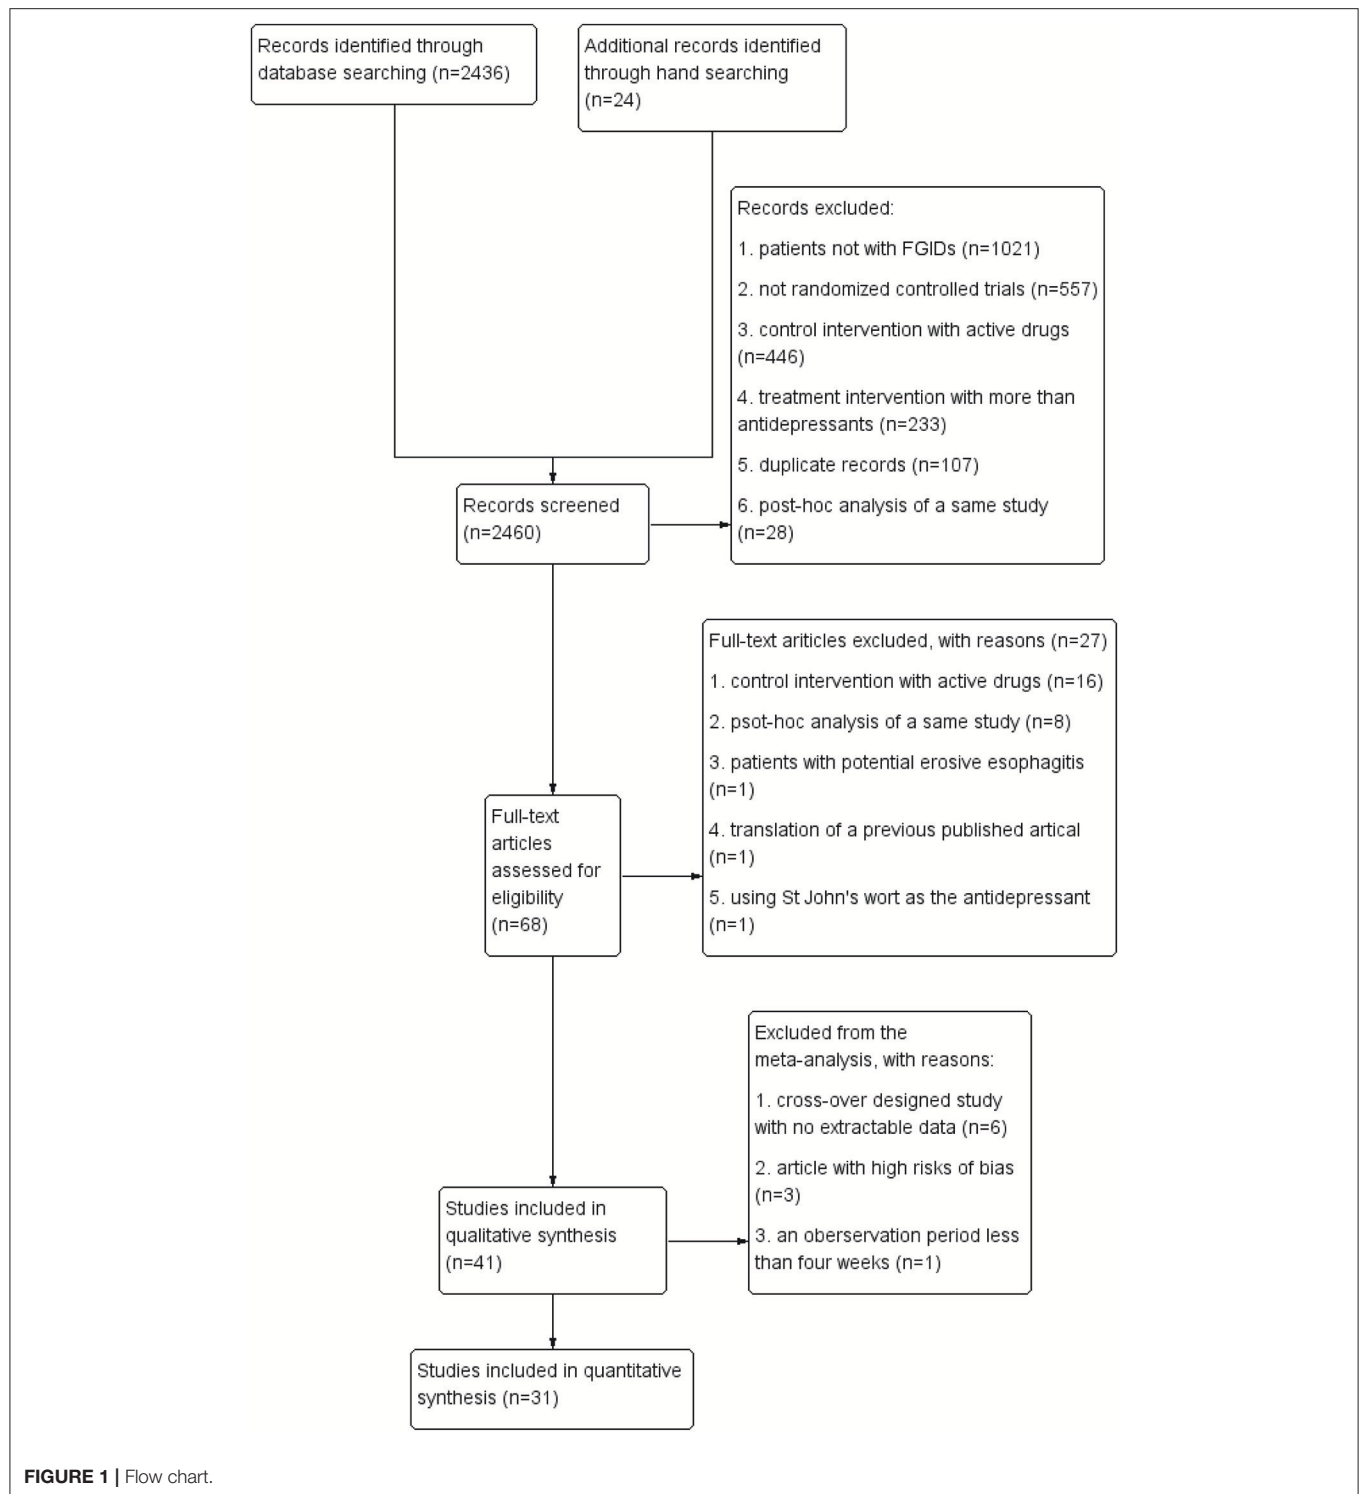 Records identified through
database searching (n=2436)
Additional records identified
through hand searching
(n=24)
Records excluded:
1. patients not with FGIDs (n=1021)
2. not randomized controlled trials (n=557)
3. control intervention with active drugs
(n=446)
4. treatment intervention with more than
antidepressants (n=233)
5. duplicate records (n=107)
6. post-hoc analysis of a same study
(n=28)
Records screened
(n=2460)
Full-text ariticles excluded, with reasons (n=27)
1. control intervention with active drugs (n=16)
2. psot-hoc analysis of a same study (n=8)
3. patients with potential erosive esophagitis
(n=1)
4. translation of a previous published artical
(n=1)
5. using St John's wort as the antidepressant
(n=1)
Full-text
articles
assessed for
eligibility
(n=68)
Excluded from the
meta-analysis, with reasons:
1. cross-over designed study
with no extractable data (n=6)
2. article with high risks of bias
(n=3)
3. an oberservation period less
than four weeks (n=1)
Studies included in
qualitative synthesis
(n=41)
Studies included in quantitative
synthesis (n=31)
FIGURE 1 | Flow chart.